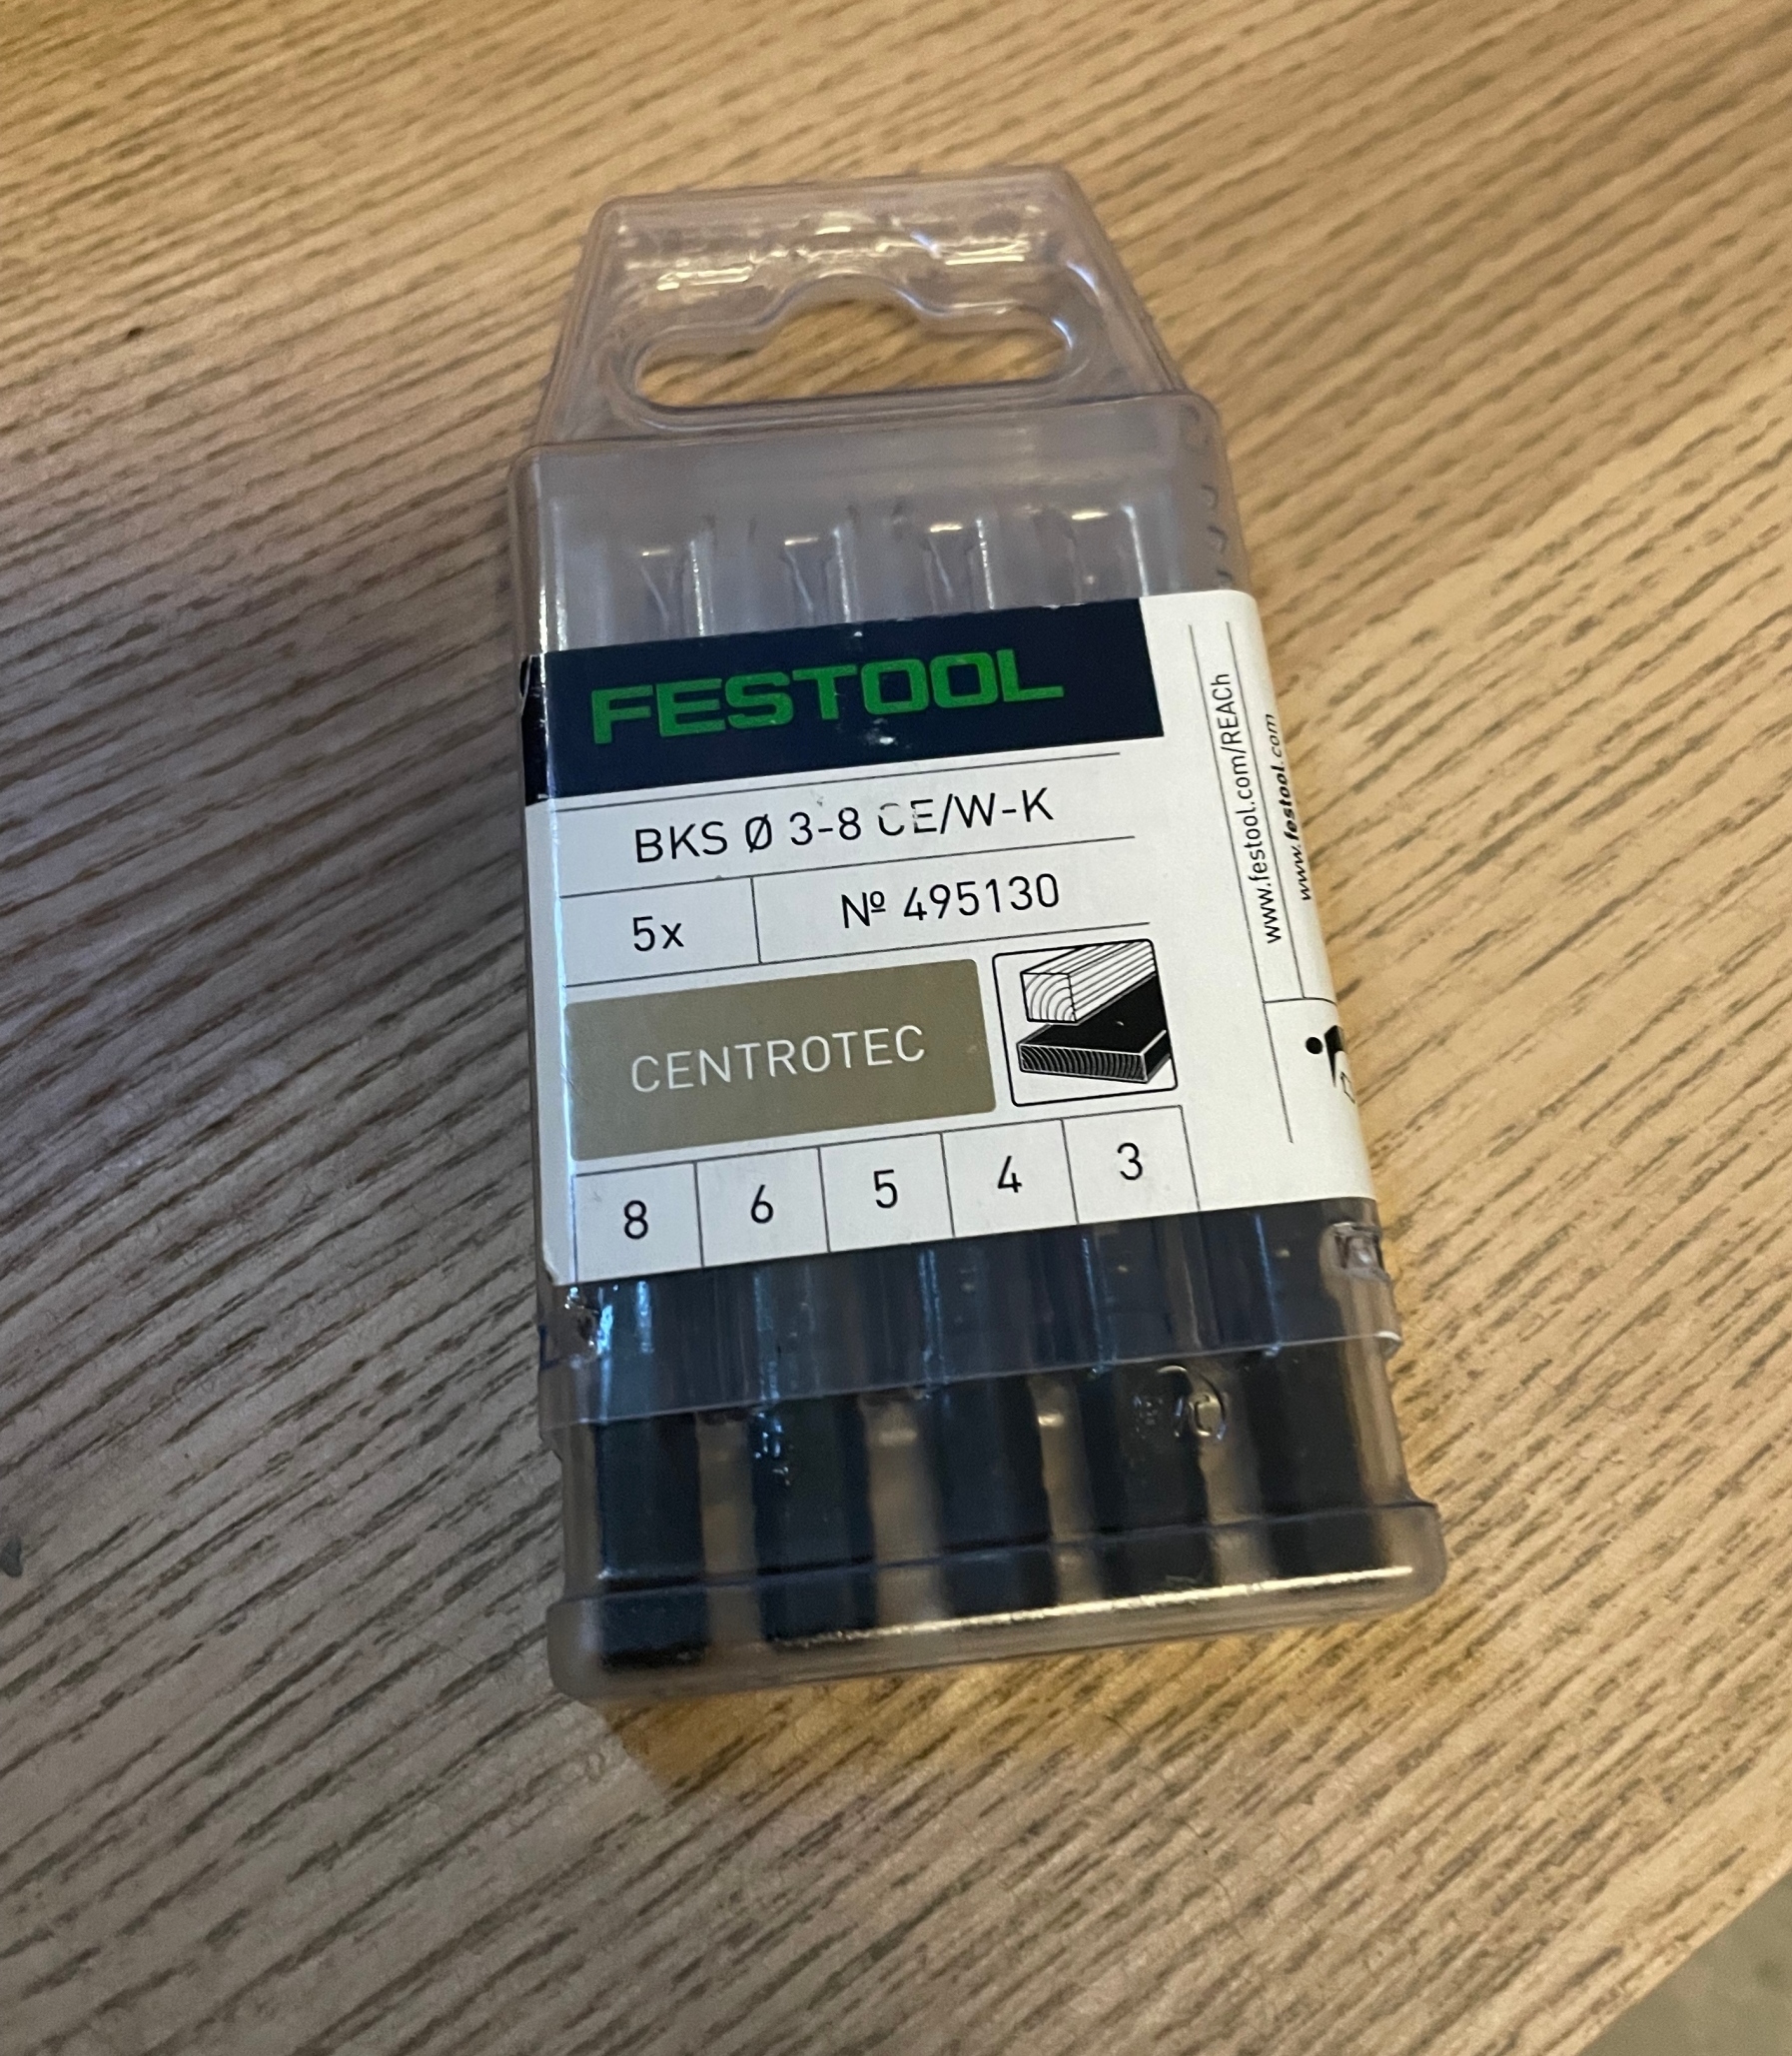 FESTOOL
BKS Ø 3-8 CE/W-K
5x
Nº 495130
CENTROTEC
8 6 5 4 3
www.festool.com/REACh
www.festool.com